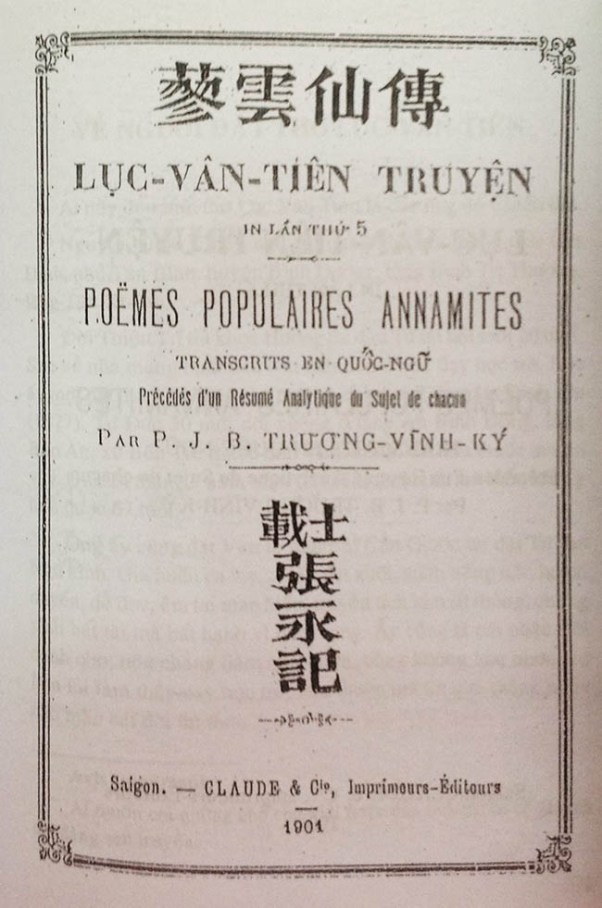 蓼雲仙傳
LỤC-VÂN-TIÊN TRUYỆN
IN LẦN THỨ 5
POËMES POPULAIRES ANNAMITES
TRANSCRITS EN QUỐC-NGỮ
Précédés d'un Résumé Analytique du Sujet de chacun
PAR P. J. B. TRƯƠNG-VĨNH-KÝ
士載
張
永
記
Saigon. — CLAUDE & Cie, Imprimeurs-Éditeurs
1901